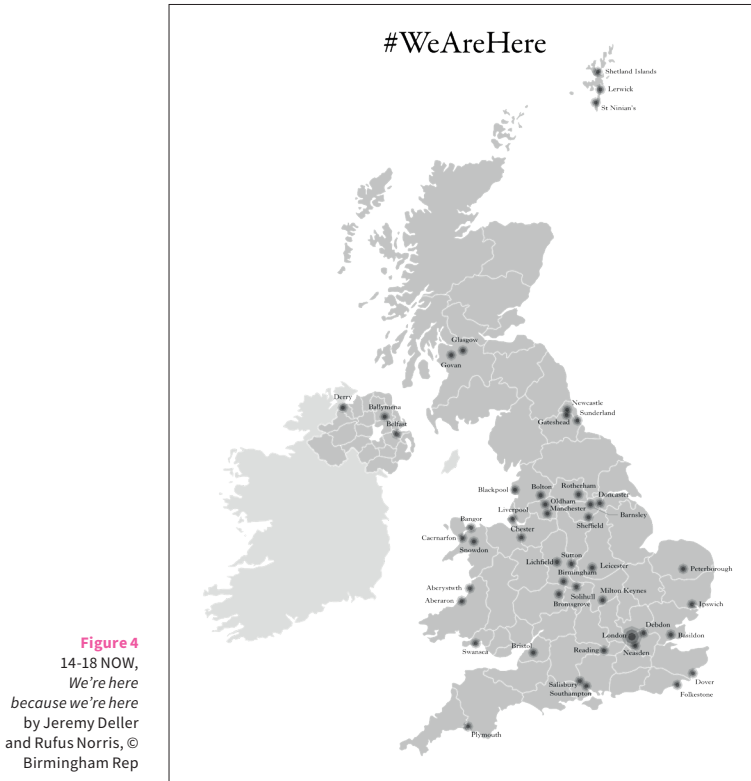 #WeAreHere
Shetland Islands
Lerwick
St Ninian's
Glasgow
Govan
Derry
Ballymena
Belfast
Newcastle
Sunderland
Gateshead
Blackpool
Bolton
Rotherham
Doncaster
Oldham
Manchester
Liverpool
Barnsley
Sheffield
Bangor
Chester
Caernarfon
Snowdon
Sutton
Lichfield
Leicester
Peterborough
Birmingham
Aberystwth
Solihull
Milton Keynes
Bromsgrove
Aberaron
Ipswich
Debdon
London
Basildon
Swansea
Bristol
Reading
Neasden
Dover
Salisbury
Southampton
Folkestone
Plymouth
Figure 4
14-18 NOW,
We're here
because we're here
by Jeremy Deller
and Rufus Norris, ©
Birmingham Rep